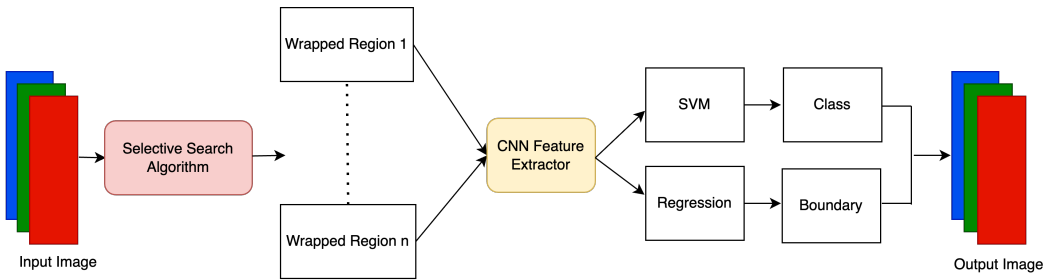 Input Image
Selective Search
Algorithm
Wrapped Region 1
Wrapped Region n
CNN Feature
Extractor
SVM
Class
Regression
Boundary
Output Image